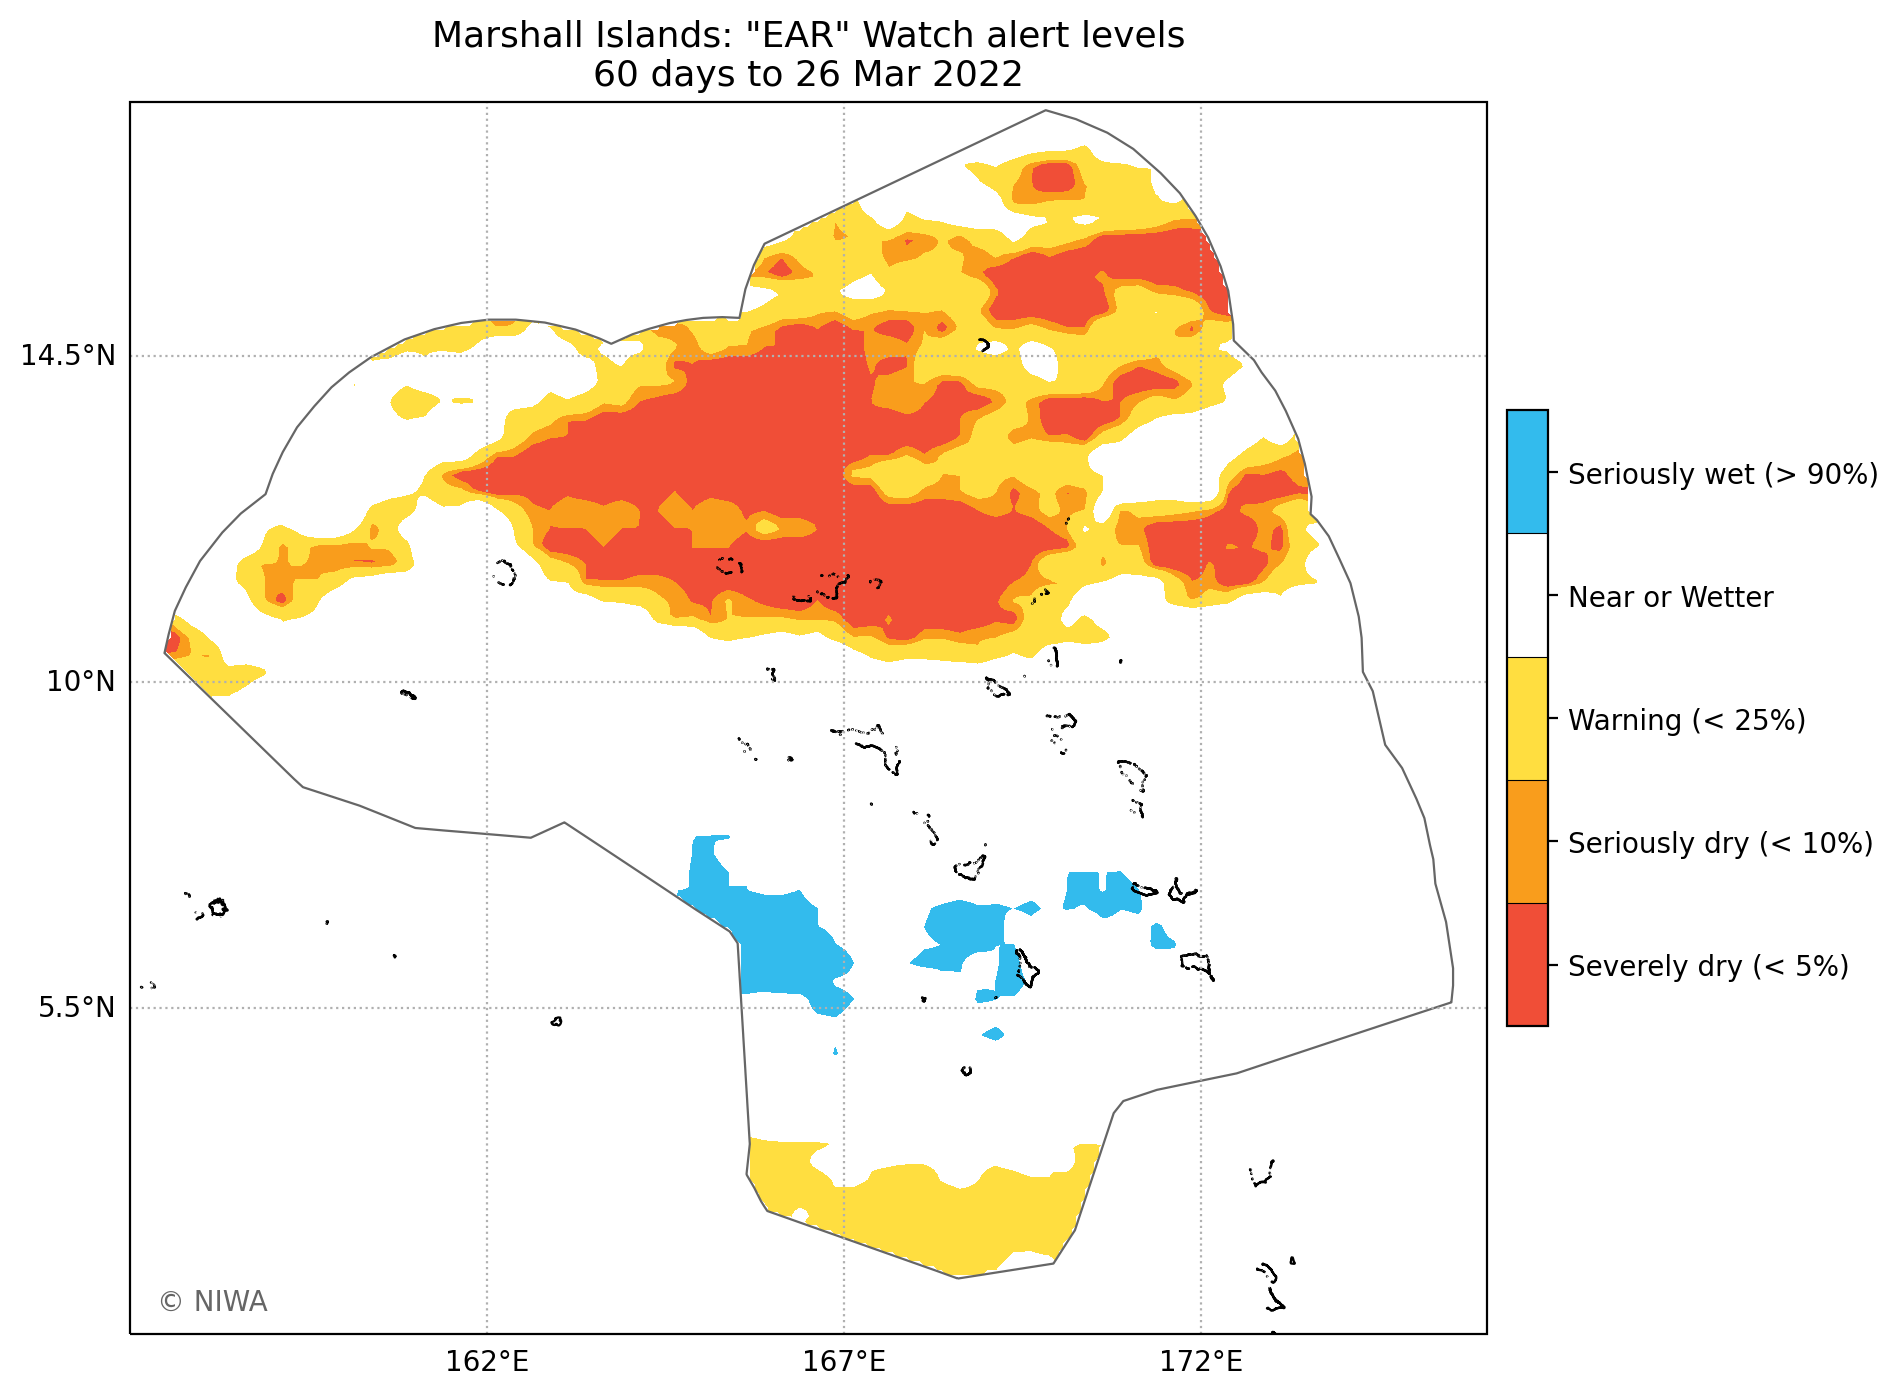 Marshall Islands: "EAR" Watch alert levels
60 days to 26 Mar 2022
14.5°N
10°N
5.5°N
162°E
167°E
172°E
Seriously wet (> 90%)
Near or Wetter
Warning (< 25%)
Seriously dry (< 10%)
Severely dry (< 5%)
© NIWA